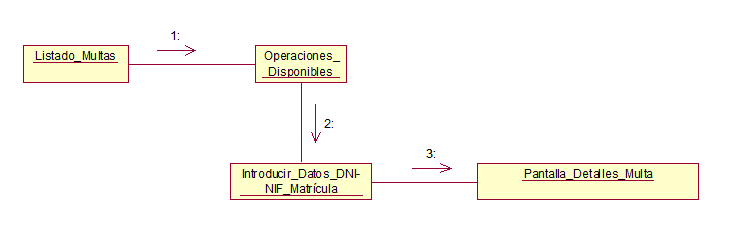 1:
Listado_Multas
Operaciones_
Disponibles
2:
3:
Introducir_Datos_DNI-
NIF_Matrícula
Pantalla_Detalles_Multa